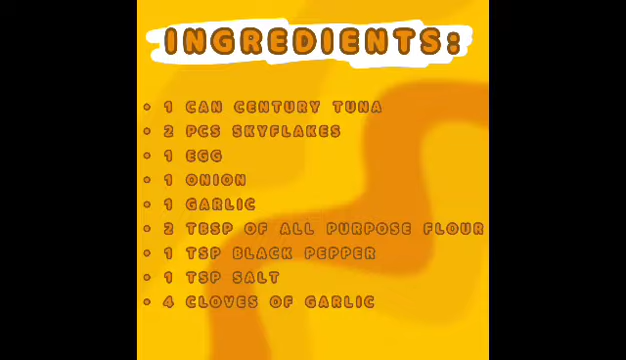 INGREDIENTS:
• 1 CAN CENTURY TUNA
• 2 PCS SKYFLAKES
• 1 EGG
• 1 ONION
• 1 GARLIC
• 2 TBSP OF ALL PURPOSE FLOUR
• 1 TSP BLACK PEPPER
• 1 TSP SALT
• 4 CLOVES OF GARLIC